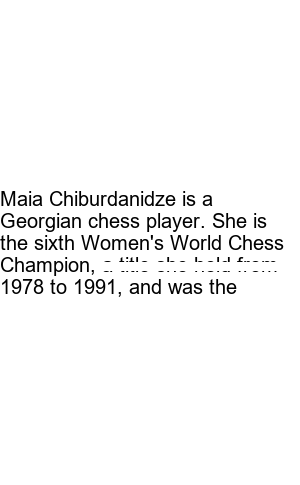 Maia Chiburdanidze is a
Georgian chess player. She is
the sixth Women's World Chess
Champion,
1978 to 1991, and was the